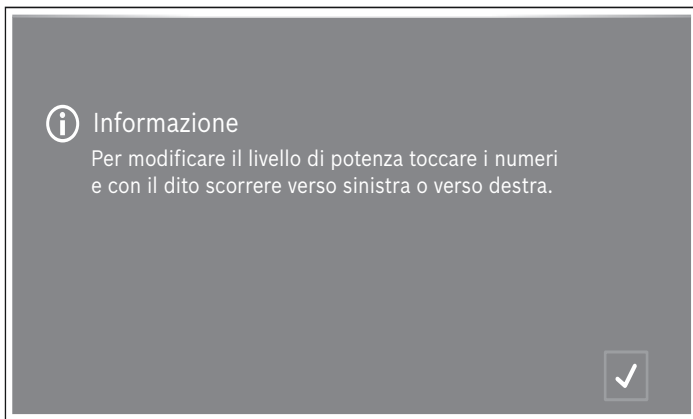 Informazione
Per modificare il livello di potenza toccare i numeri
e con il dito scorrere verso sinistra o verso destra.